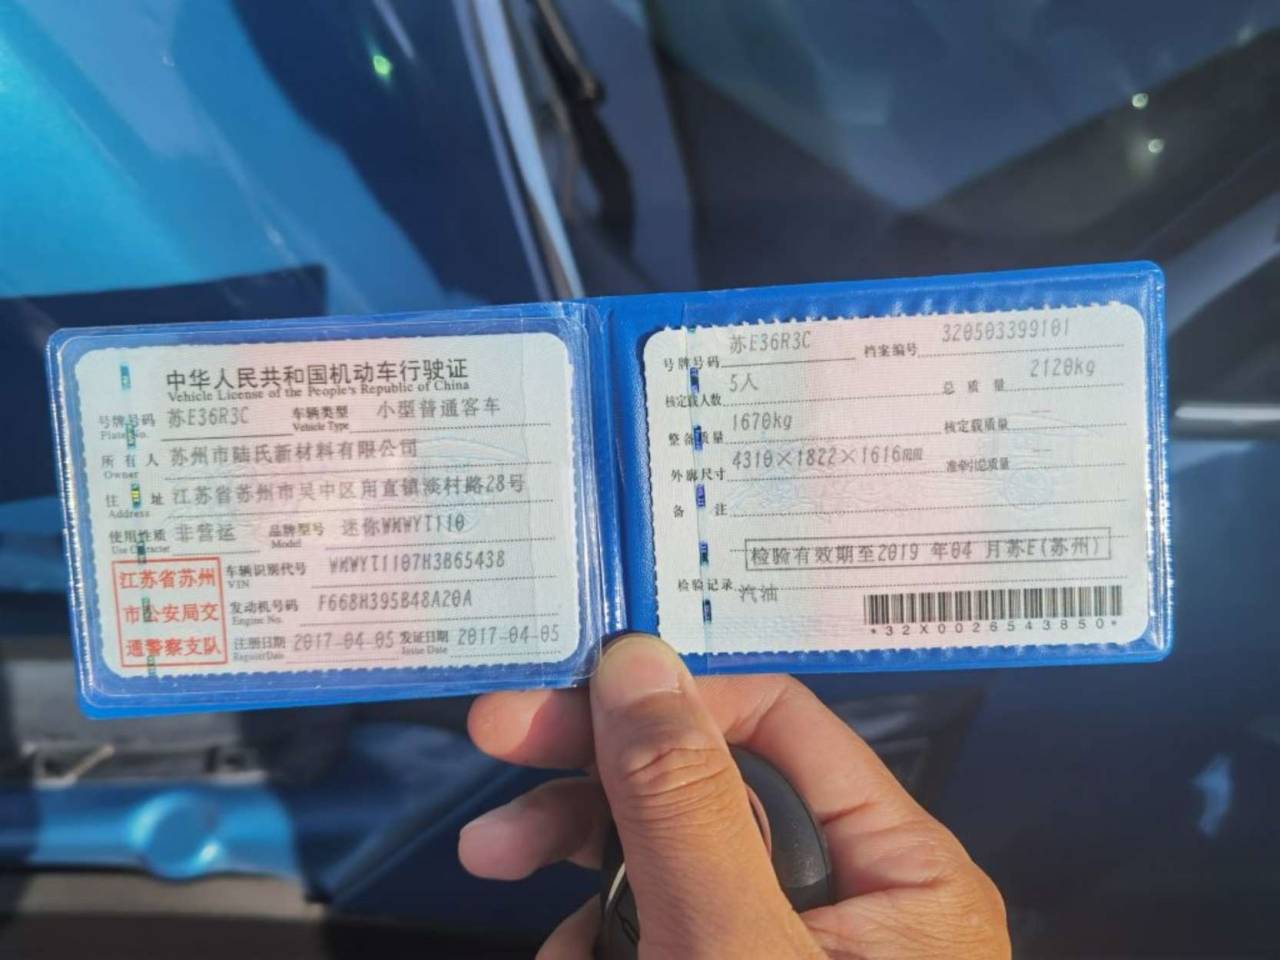 中华人民共和国机动车行驶证
Vehicle License of the People's Republic of China
号牌号码 苏E36R3C 车辆类型 小型普通客车
Plate No. Vehicle Type
所有人 苏州市陆氏新材料有限公司
Owner
住址 江苏省苏州市吴中区甪直镇淞村路28号
Address
使用性质 非营运 品牌型号 迷你WMWYT110
Use Character Model
江苏省苏州
市公安局交
通警察支队
车辆识别代号 WMWYT1107H3B65438
VIN
发动机号码 F668H395B48A20A
Engine No.
注册日期 2017-04-05 发证日期 2017-04-05
Register Date Issue Date
号牌号码 苏E36R3C 档案编号 320503399101
核定载人数 5人 总质量 2120kg
整备质量 1670kg 核定载质量 --
外廓尺寸 4310×1822×1616mm 准牵引总质量 --
备注
检验有效期至2019年04月苏E(苏州)
检验记录
汽油
*32X0026543850*